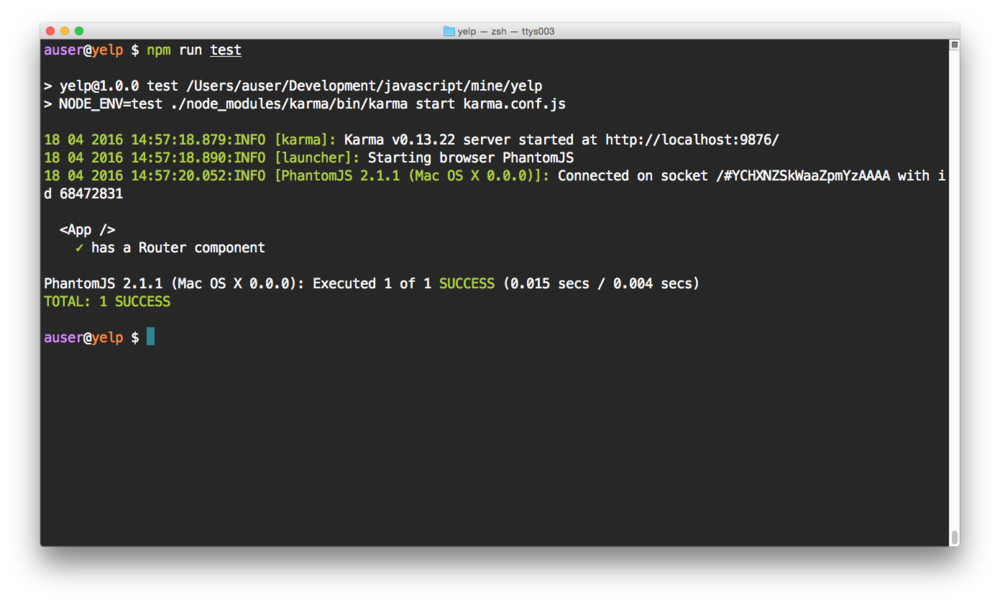 yelp — zsh — ttys003
auser@yelp $ npm run test
> yelp@1.0.0 test /Users/auser/Development/javascript/mine/yelp
> NODE_ENV=test ./node_modules/karma/bin/karma start karma.conf.js
18 04 2016 14:57:18.879:INFO [karma]: Karma v0.13.22 server started at http://localhost:9876/
18 04 2016 14:57:18.890:INFO [launcher]: Starting browser PhantomJS
18 04 2016 14:57:20.052:INFO [PhantomJS 2.1.1 (Mac OS X 0.0.0)]: Connected on socket /#YCHXNZSkWaaZpmYzAAAA with i
d 68472831
<App />
✓ has a Router component
PhantomJS 2.1.1 (Mac OS X 0.0.0): Executed 1 of 1 SUCCESS (0.015 secs / 0.004 secs)
TOTAL: 1 SUCCESS
auser@yelp $